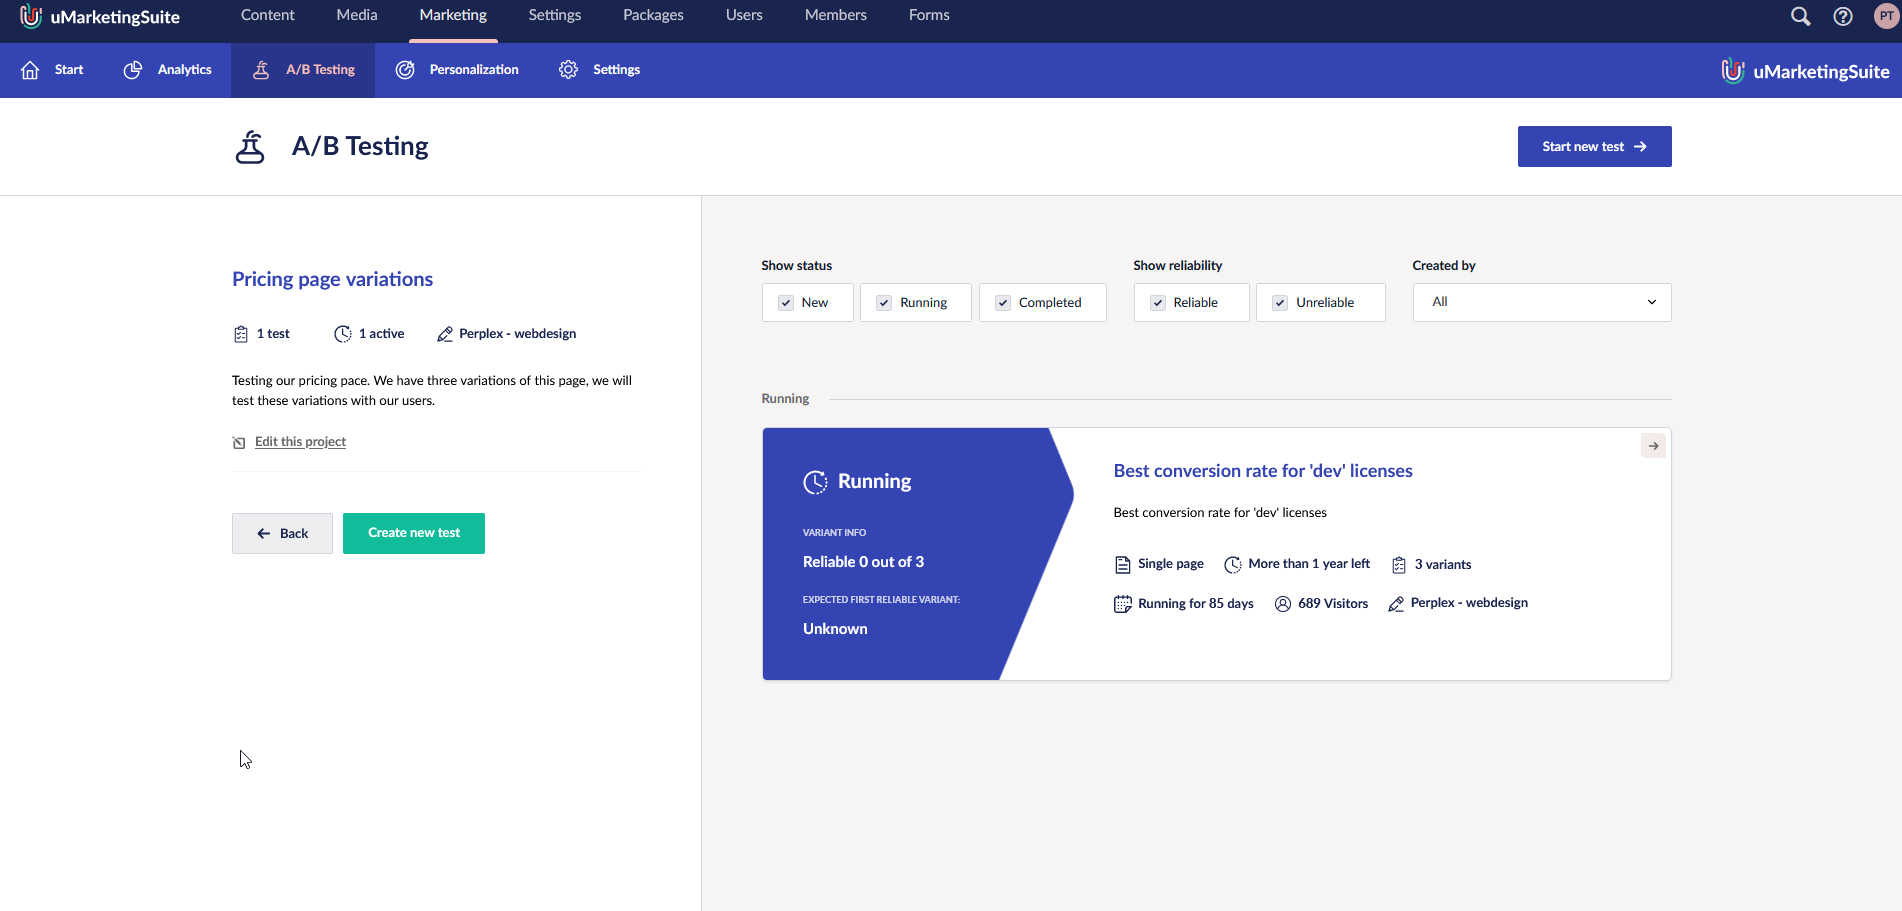 uMarketingSuite
Content Media Marketing Settings Packages Users Members Forms
PT
Start Analytics A/B Testing Personalization Settings
uMarketingSuite
A/B Testing
Start new test
Pricing page variations
1 test 1 active Perplex - webdesign
Testing our pricing pace. We have three variations of this page, we will
test these variations with our users.
Edit this project
Back Create new test
Show status Show reliability Created by
New Running Completed Reliable Unreliable All
Running
Running
VARIANT INFO
Reliable 0 out of 3
EXPECTED FIRST RELIABLE VARIANT:
Unknown
Best conversion rate for 'dev' licenses
Best conversion rate for 'dev' licenses
Single page More than 1 year left 3 variants
Running for 85 days 689 Visitors Perplex - webdesign